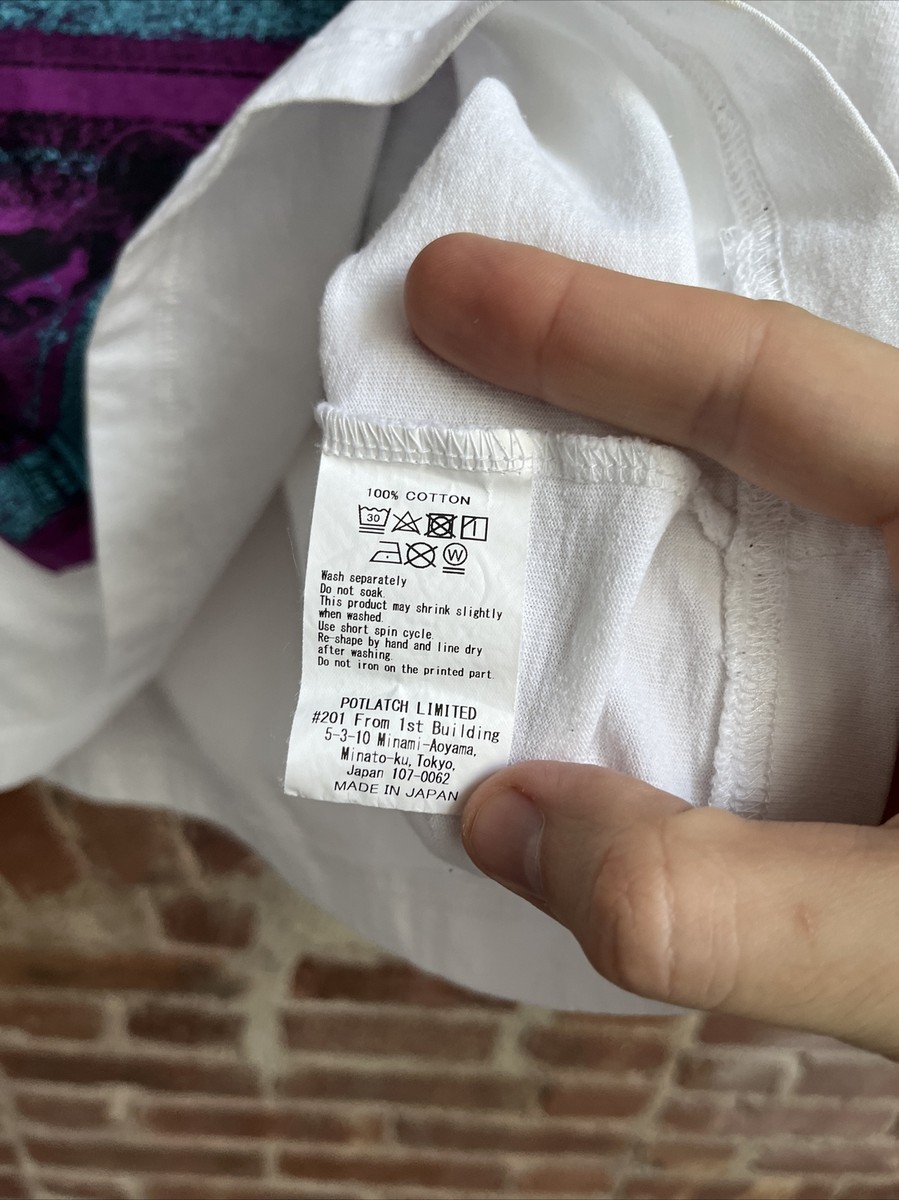 100% COTTON
30
W
Wash separately
Do not soak.
This product may shrink slightly
when washed.
Use short spin cycle.
Re-shape by hand and line dry
after washing.
Do not iron on the printed part.
POTLATCH LIMITED
#201 From 1st Building
5-3-10 Minami-Aoyama,
Minato-ku, Tokyo,
Japan 107-0062
MADE IN JAPAN